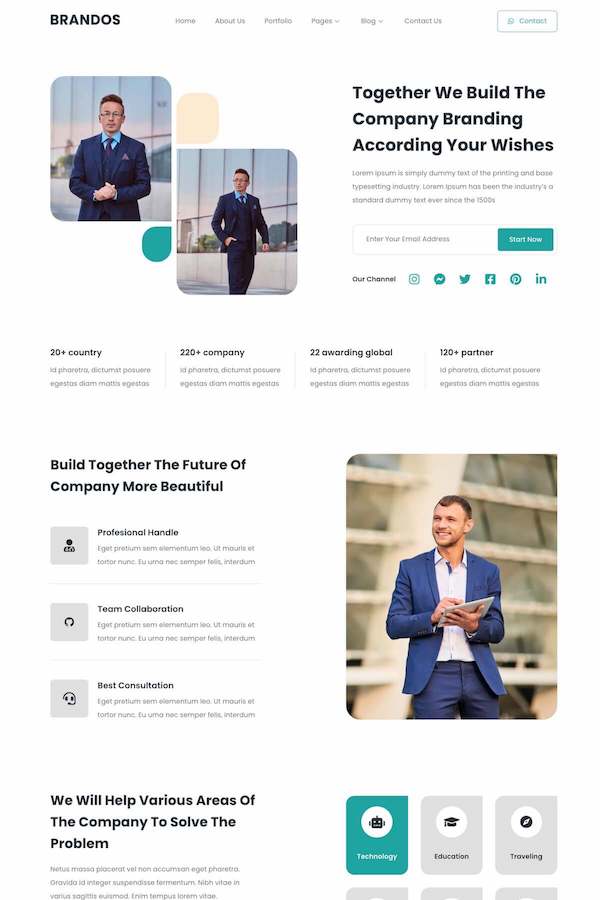 BRANDOS
Home About Us Portfolio Pages Blog Contact Us Contact
Together We Build The
Company Branding
According Your Wishes
Lorem Ipsum is simply dummy text of the printing and base
typesetting industry. Lorem Ipsum has been the industry's a
standard dummy text ever since the 1500s
Enter Your Email Address Start Now
Our Channel
20+ country
Id pharetra, dictumst posuere
egestas diam mattis egestas
220+ company
Id pharetra, dictumst posuere
egestas diam mattis egestas
22 awarding global
Id pharetra, dictumst posuere
egestas diam mattis egestas
120+ partner
Id pharetra, dictumst posuere
egestas diam mattis egestas
Build Together The Future Of
Company More Beautiful
Profesional Handle
Eget pretium sem elementum leo. Ut mauris et
tortor nunc. Eu urna nec semper felis, interdum
Team Collaboration
Eget pretium sem elementum leo. Ut mauris et
tortor nunc. Eu urna nec semper felis, interdum
Best Consultation
Eget pretium sem elementum leo. Ut mauris et
tortor nunc. Eu urna nec semper felis, interdum
We Will Help Various Areas Of
The Company To Solve The
Problem
Netus massa placerat vel non accumsan eget pharetra.
Gravida id integer suspendisse fermentum. Nibh vitae in
varius sagittis euismod. Enim tempus lorem vitae.
Technology Education Traveling